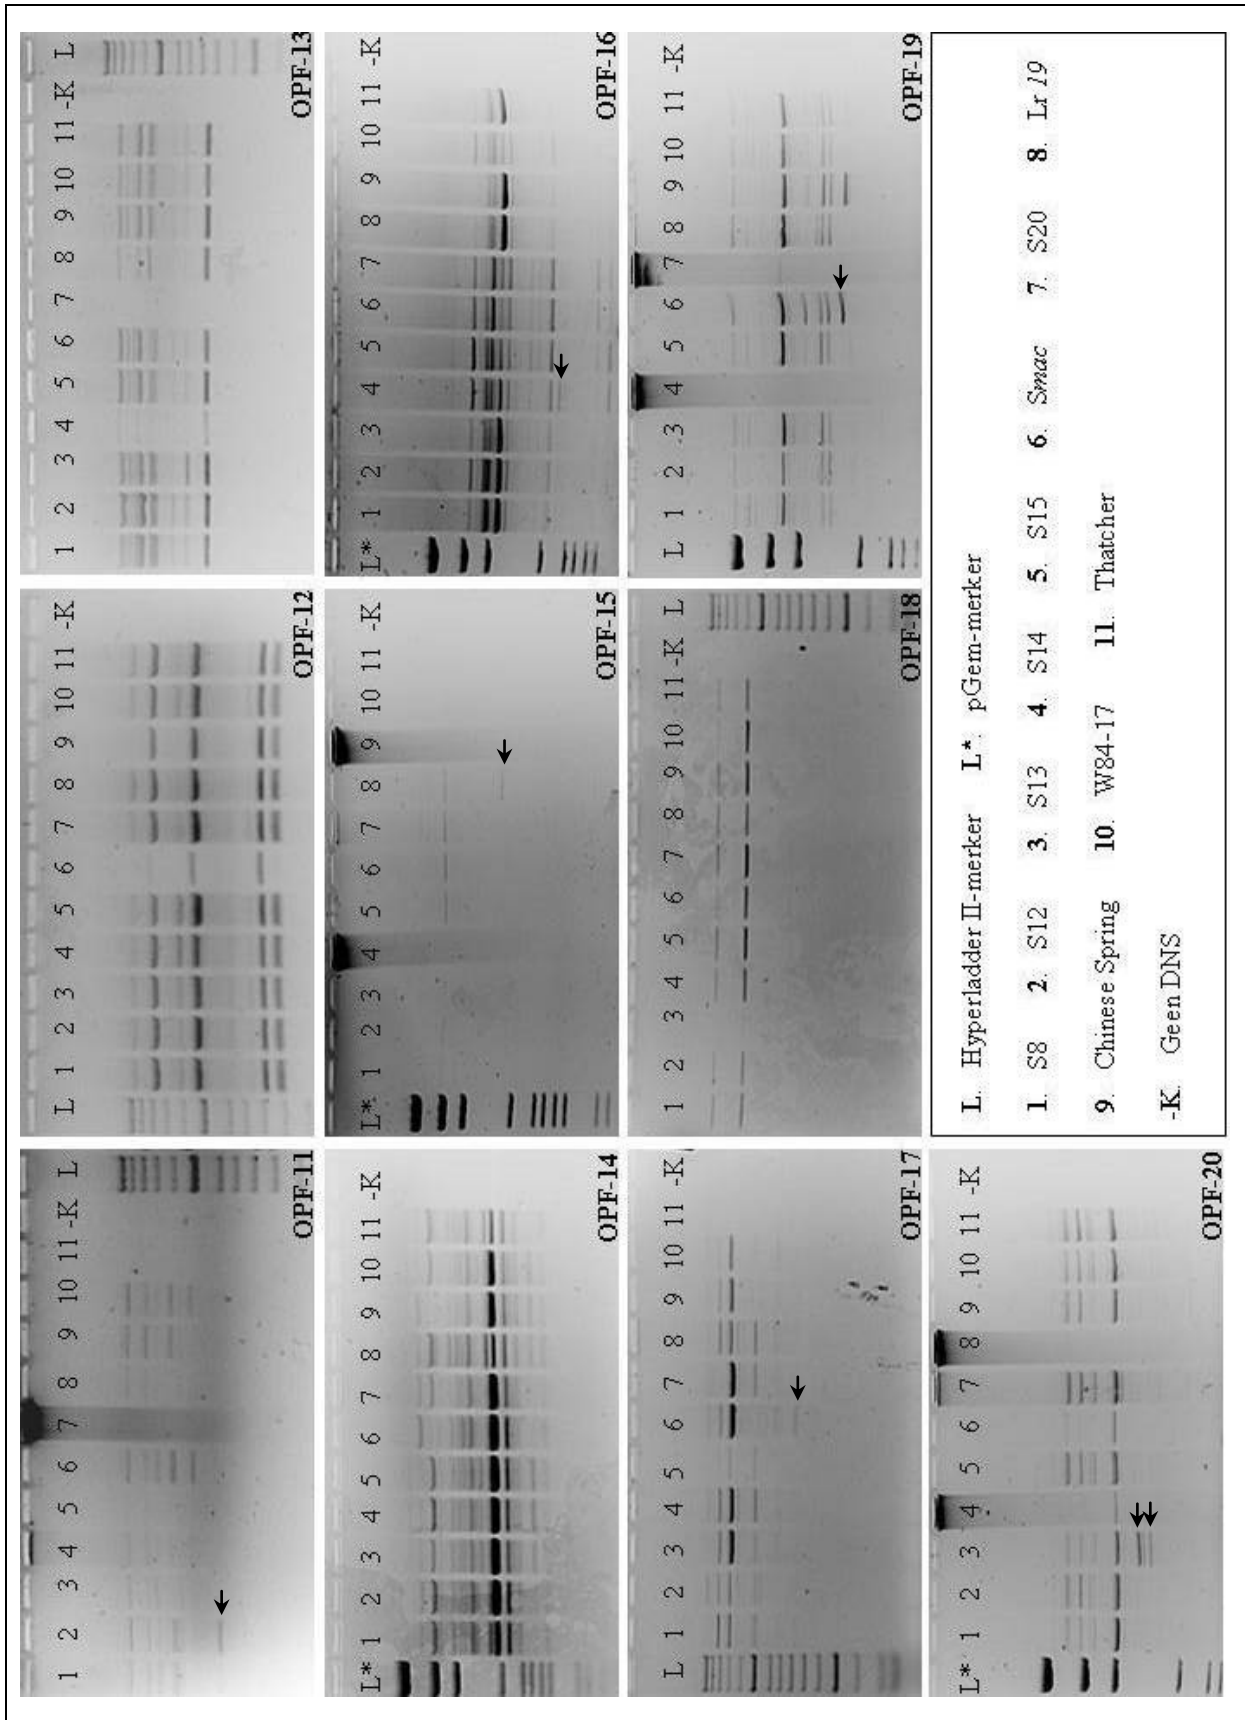 1 2 3 4 5 6 7 8 9 10 11 -K L
OPF-11
L 1 2 3 4 5 6 7 8 9 10 11 -K
OPF-12
1 2 3 4 5 6 7 8 9 10 11 -K L
OPF-13
L* 1 2 3 4 5 6 7 8 9 10 11 -K
OPF-14
L* 1 2 3 4 5 6 7 8 9 10 11 -K
OPF-15
L* 1 2 3 4 5 6 7 8 9 10 11 -K
OPF-16
L 1 2 3 4 5 6 7 8 9 10 11 -K
OPF-17
1 2 3 4 5 6 7 8 9 10 11 -K L
OPF-18
L 1 2 3 4 5 6 7 8 9 10 11 -K
OPF-19
L* 1 2 3 4 5 6 7 8 9 10 11 -K
OPF-20
L. Hyperladder II-merker L*. pGem-merker
1. S8 2. S12 3. S13 4. S14 5. S15 6. Smac 7. S20 8. Lr 19
9. Chinese Spring 10. W84-17 11. Thatcher
-K. Geen DNS